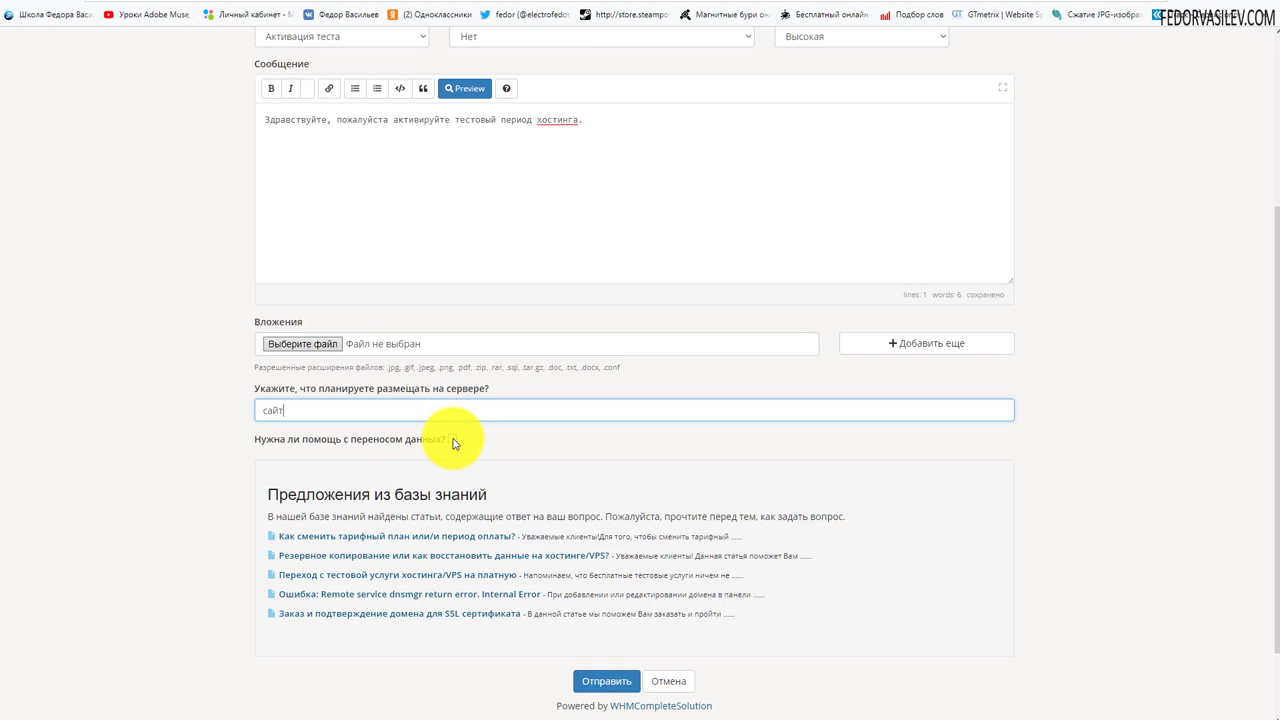 Школа Федора Васи
Уроки Adobe Muse
Личный кабинет - M
Федор Васильев
(2) Одноклассники
fedor (@electrofedor
http://store.steampo
Магнитные бури он
Бесплатный онлайн
Подбор слов
GTmetrix | Website S
Сжатие JPG-изобра
FEDORVASILEV.COM
Активация теста
Нет
Высокая
Сообщение
B I Preview
Здравствуйте, пожалуйста активируйте тестовый период хостинга.
lines: 1 words: 6 сохранено
Вложения
Выберите файл Файл не выбран
Добавить еще
Разрешенные расширения файлов: .jpg, .gif, .jpeg, .png, .pdf, .zip, .rar, .sql, .tar.gz, .doc, .txt, .docx, .conf
Укажите, что планируете размещать на сервере?
сайт
Нужна ли помощь с переносом данных?
Предложения из базы знаний
В нашей базе знаний найдены статьи, содержащие ответ на ваш вопрос. Пожалуйста, прочтите перед тем, как задать вопрос.
Как сменить тарифный план или/и период оплаты? - Уважаемые клиенты!Для того, чтобы сменить тарифный ......
Резервное копирование или как восстановить данные на хостинге/VPS? - Уважаемые клиенты! Данная статья поможет Вам ......
Переход с тестовой услуги хостинга/VPS на платную - Напоминаем, что бесплатные тестовые услуги ничем не ......
Ошибка: Remote service dnsmgr return error. Internal Error - При добавлении или редактировании домена в панели ......
Заказ и подтверждение домена для SSL сертификата - В данной статье мы поможем Вам заказать и пройти ......
Отправить
Отмена
Powered by WHMCompleteSolution